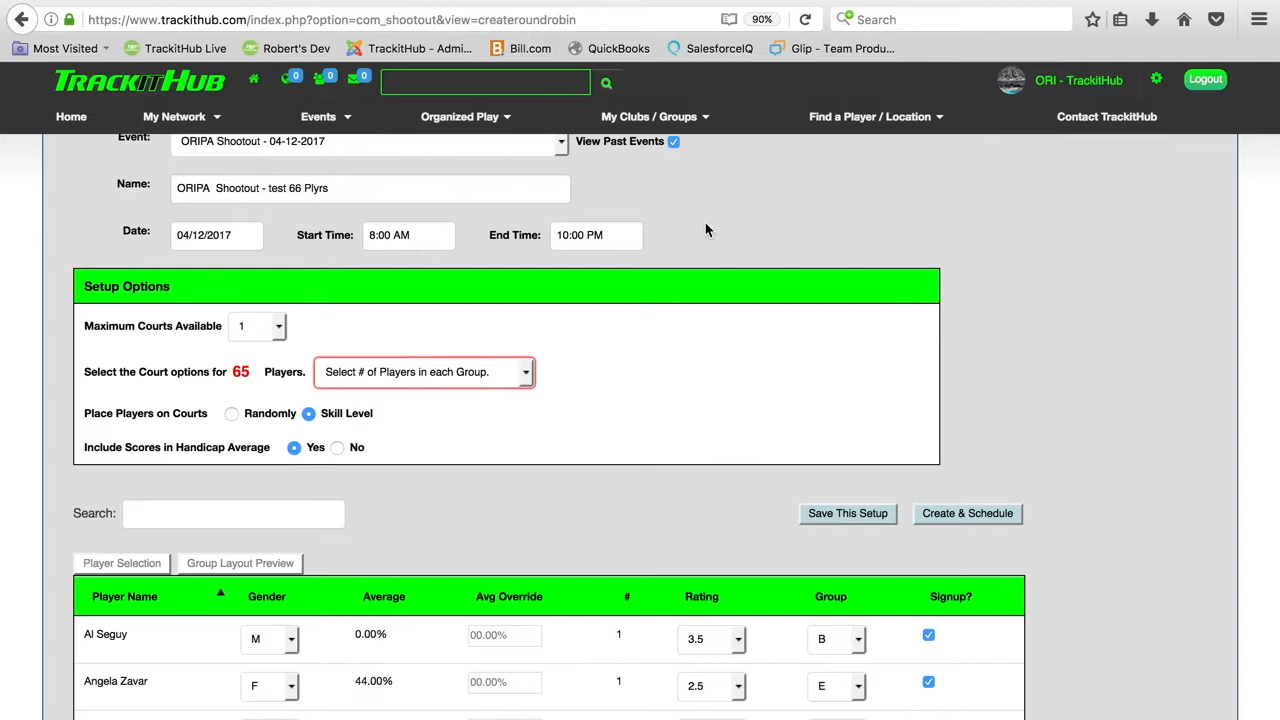 https://www.trackithub.com/index.php?option=com_shootout&view=createroundrobin
90%
Search
Most Visited
TrackitHub Live
Robert's Dev
TrackitHub - Admi...
Bill.com
QuickBooks
SalesforceIQ
Glip - Team Produ...
TRACKITHUB
0
0
0
ORI - TrackitHub
Logout
Home
My Network
Events
Organized Play
My Clubs / Groups
Find a Player / Location
Contact TrackitHub
Event: ORIPA Shootout - 04-12-2017 View Past Events
Name: ORIPA Shootout - test 66 Plyrs
Date: 04/12/2017 Start Time: 8:00 AM End Time: 10:00 PM
Setup Options
Maximum Courts Available 1
Select the Court options for 65 Players. Select # of Players in each Group.
Place Players on Courts Randomly Skill Level
Include Scores in Handicap Average Yes No
Search: Save This Setup Create & Schedule
Player Selection Group Layout Preview
Player Name Gender Average Avg Override # Rating Group Signup?
Al Seguy M 0.00% 00.00% 1 3.5 B
Angela Zavar F 44.00% 00.00% 1 2.5 E